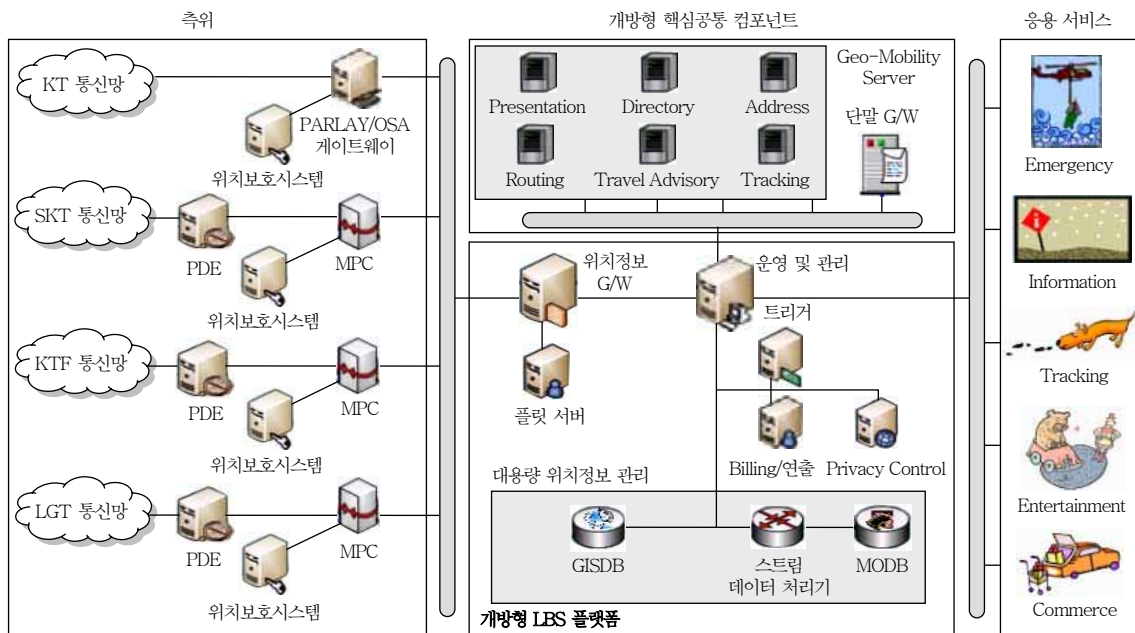 측위
개방형 핵심공통 컴포넌트
응용 서비스
KT 통신망
PARLAY/OSA
게이트웨이
위치보호시스템
SKT 통신망
PDE
MPC
위치보호시스템
KTF 통신망
PDE
MPC
위치보호시스템
LGT 통신망
PDE
MPC
위치보호시스템
Presentation
Directory
Address
Routing
Travel Advisory
Tracking
Geo-Mobility
Server
단말 G/W
위치정보
G/W
운영 및 관리
트리거
플릿 서버
Billing/연출
Privacy Control
대용량 위치정보 관리
GISDB
스트림
데이터 처리기
MODB
개방형 LBS 플랫폼
Emergency
Information
Tracking
Entertainment
Commerce